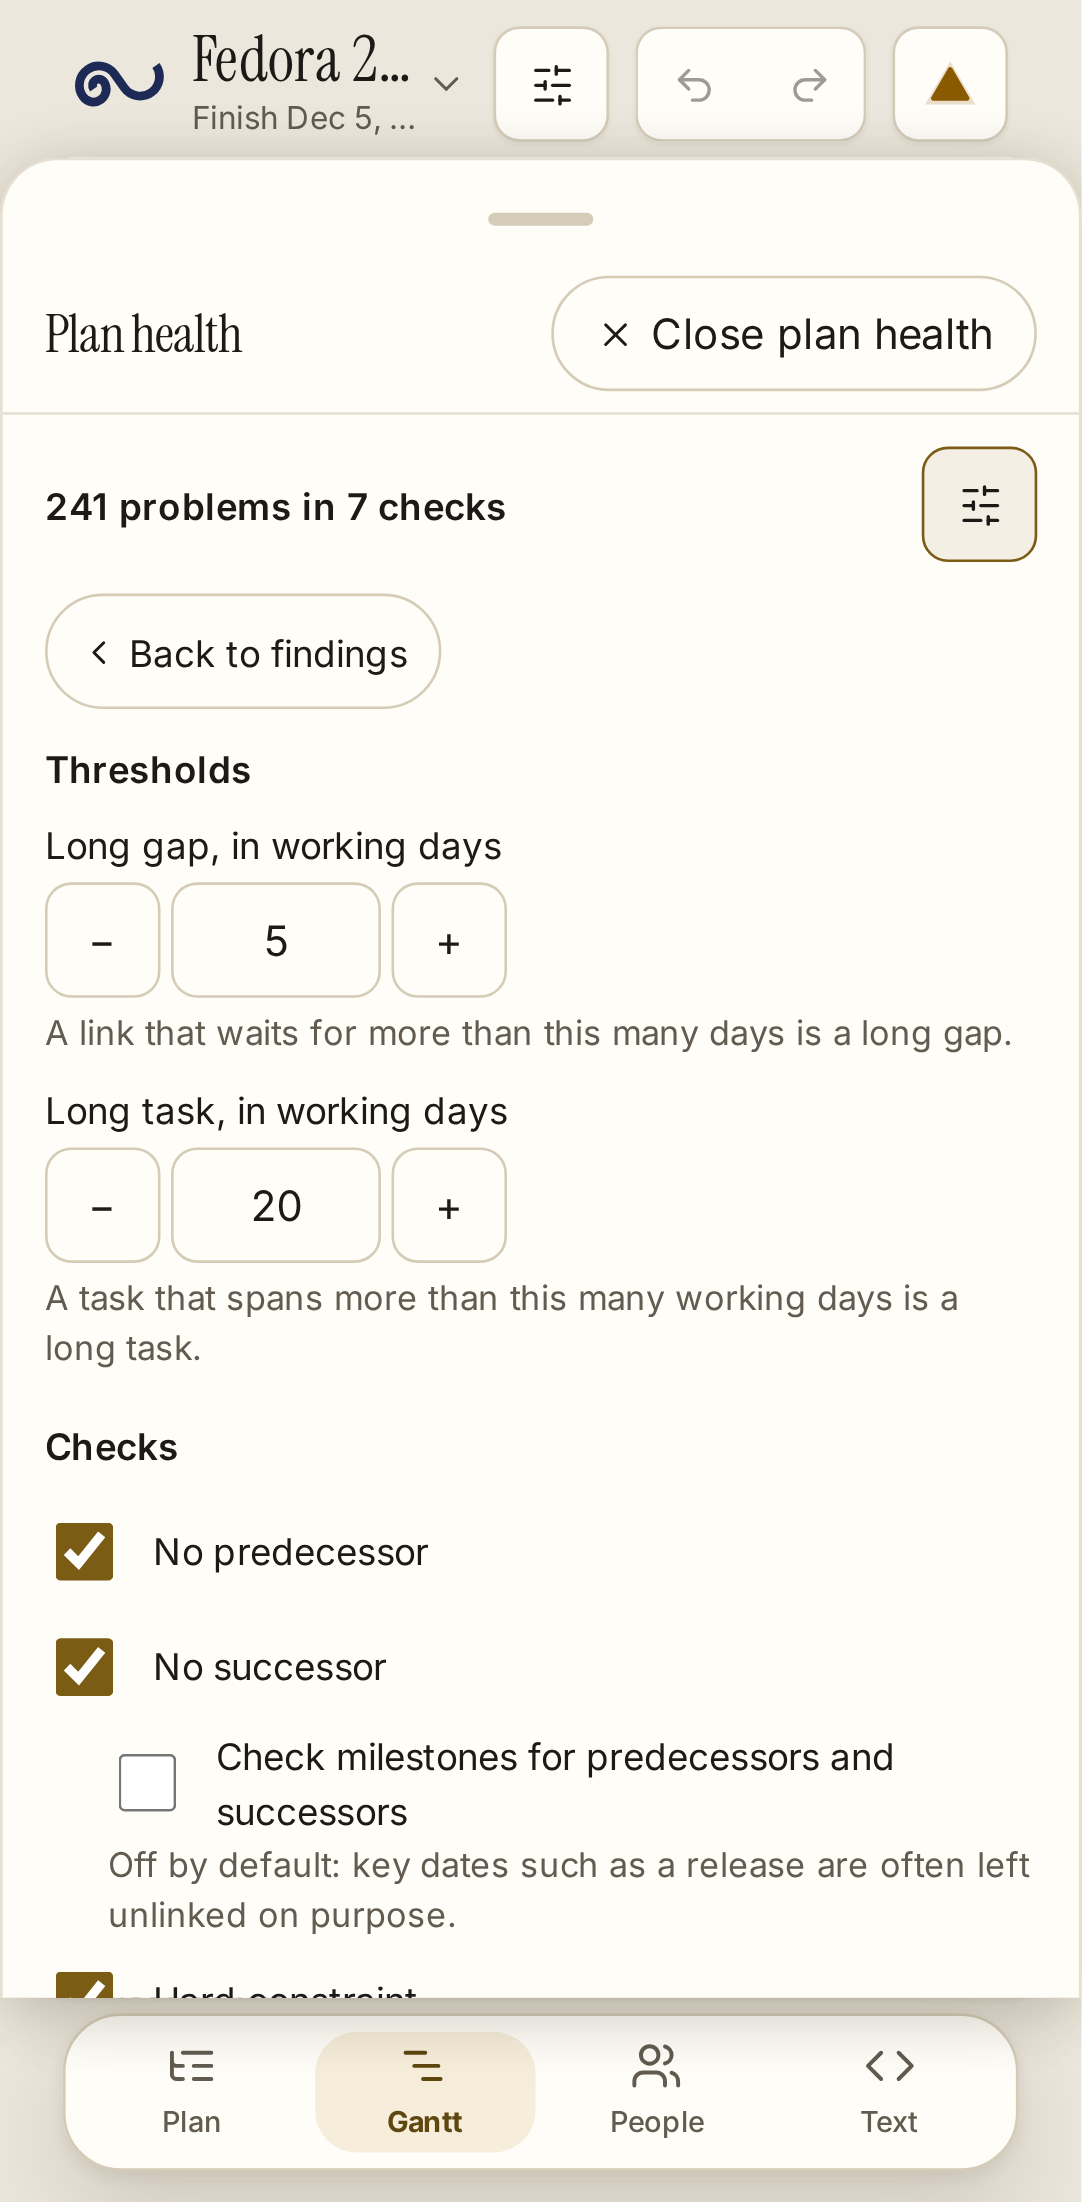 Fedora 2...
Finish Dec 5, ...
Plan health
Close plan health
241 problems in 7 checks
Back to findings
Thresholds
Long gap, in working days
− 5 +
A link that waits for more than this many days is a long gap.
Long task, in working days
− 20 +
A task that spans more than this many working days is a
long task.
Checks
No predecessor
No successor
Check milestones for predecessors and
successors
Off by default: key dates such as a release are often left
unlinked on purpose.
Hard constraint
Plan
Gantt
People
Text